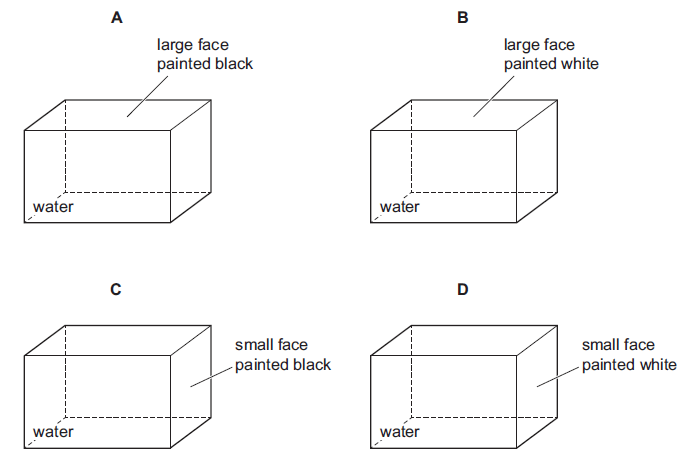 A
large face
painted black
water
B
large face
painted white
water
C
small face
painted black
water
D
small face
painted white
water